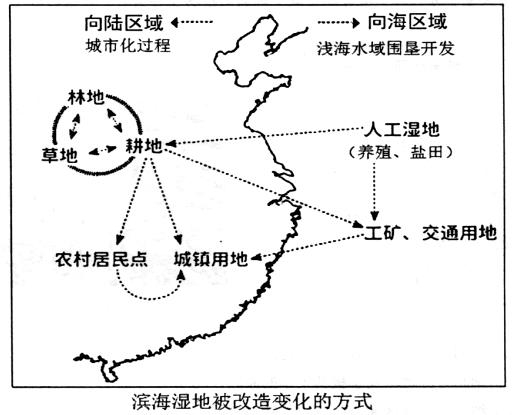 向陆区域
向海区域
城市化过程
浅海水域围垦开发
林地
草地
耕地
人工湿地
(养殖、盐田)
工矿、交通用地
农村居民点
城镇用地
滨海湿地被改造变化的方式